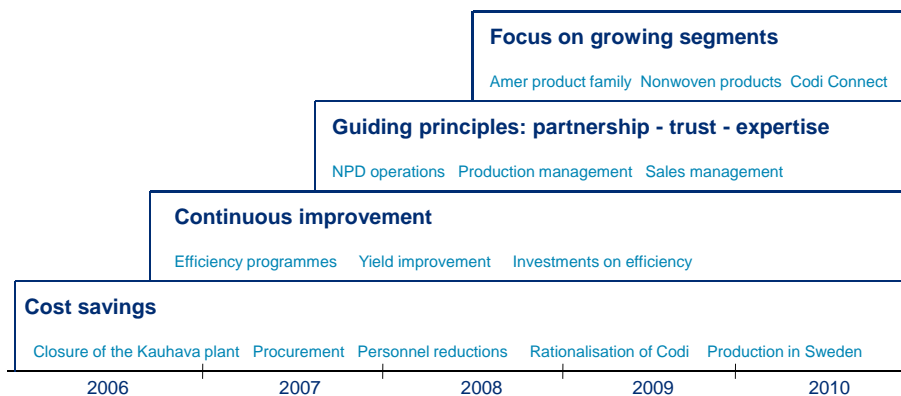 Focus on growing segments
Amer product family Nonwoven products Codi Connect
Guiding principles: partnership - trust - expertise
NPD operations Production management Sales management
Continuous improvement
Efficiency programmes Yield improvement Investments on efficiency
Cost savings
Closure of the Kauhava plant Procurement Personnel reductions Rationalisation of Codi Production in Sweden
2006 2007 2008 2009 2010